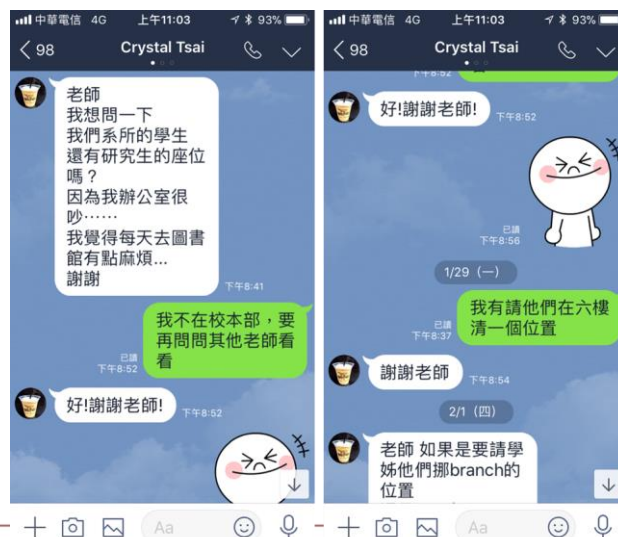 中華電信 4G 上午11:03 93%
98 Crystal Tsai
老師
我想問一下
我們系所的學生
還有研究生的座位
嗎？
因為我辦公室很
吵……
我覺得每天去圖書
館有點麻煩...
謝謝
下午8:41
我不在校本部，要
再問問其他老師看
看
已讀
下午8:52
好!謝謝老師!
下午8:52
Aa
中華電信 4G 上午11:03 93%
98 Crystal Tsai
下午8:52
好!謝謝老師!
下午8:52
已讀
下午8:56
1/29（一）
我有請他們在六樓
清一個位置
已讀
下午8:37
謝謝老師
下午8:54
2/1（四）
老師 如果是要請學
姊他們挪branch的
位置
Aa